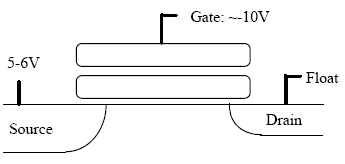 Gate: ~-10V
5-6V
Float
Source
Drain